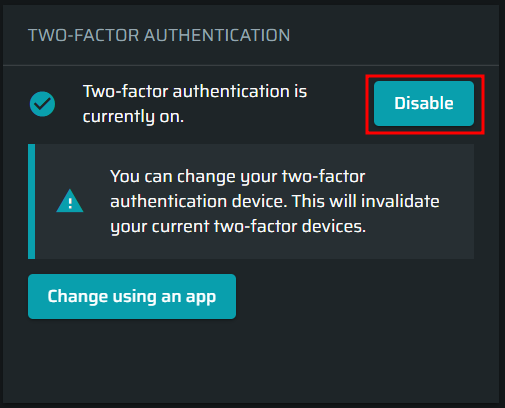 TWO-FACTOR AUTHENTICATION
Two-factor authentication is
currently on.
Disable
You can change your two-factor
authentication device. This will invalidate
your current two-factor devices.
Change using an app